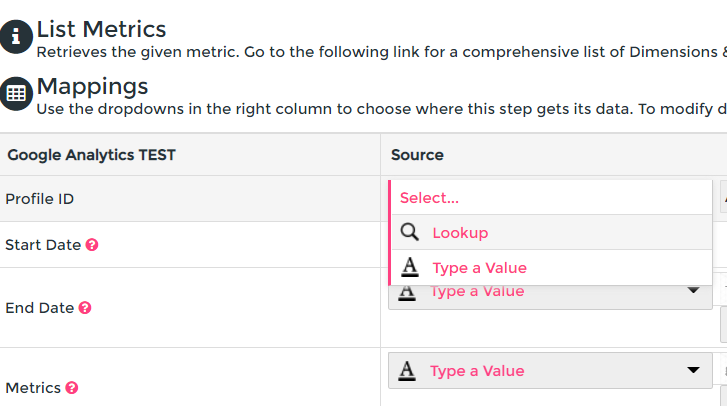 List Metrics
Retrieves the given metric. Go to the following link for a comprehensive list of Dimensions &
Mappings
Use the dropdowns in the right column to choose where this step gets its data. To modify d
Google Analytics TEST Source
Profile ID Select...
Lookup
Start Date ?
A Type a Value
End Date ? A Type a Value
Metrics ? A Type a Value